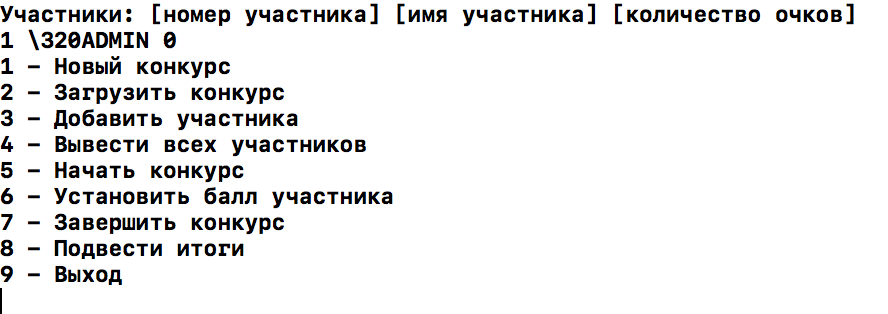 Участники: [номер участника] [имя участника] [количество очков]
1 \320ADMIN 0
1 – Новый конкурс
2 – Загрузить конкурс
3 – Добавить участника
4 – Вывести всех участников
5 – Начать конкурс
6 – Установить балл участника
7 – Завершить конкурс
8 – Подвести итоги
9 – Выход